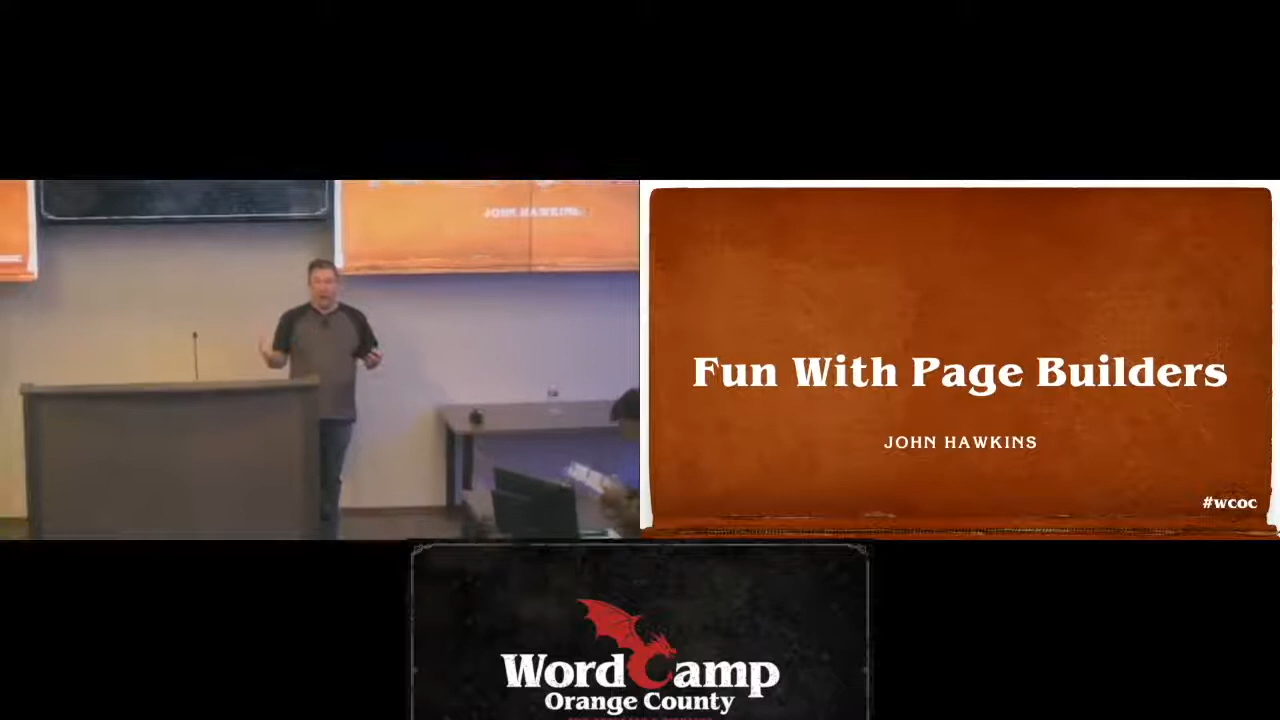 JOHN HAWKINS
Fun With Page Builders
JOHN HAWKINS
#wcoc
WordCamp
Orange County